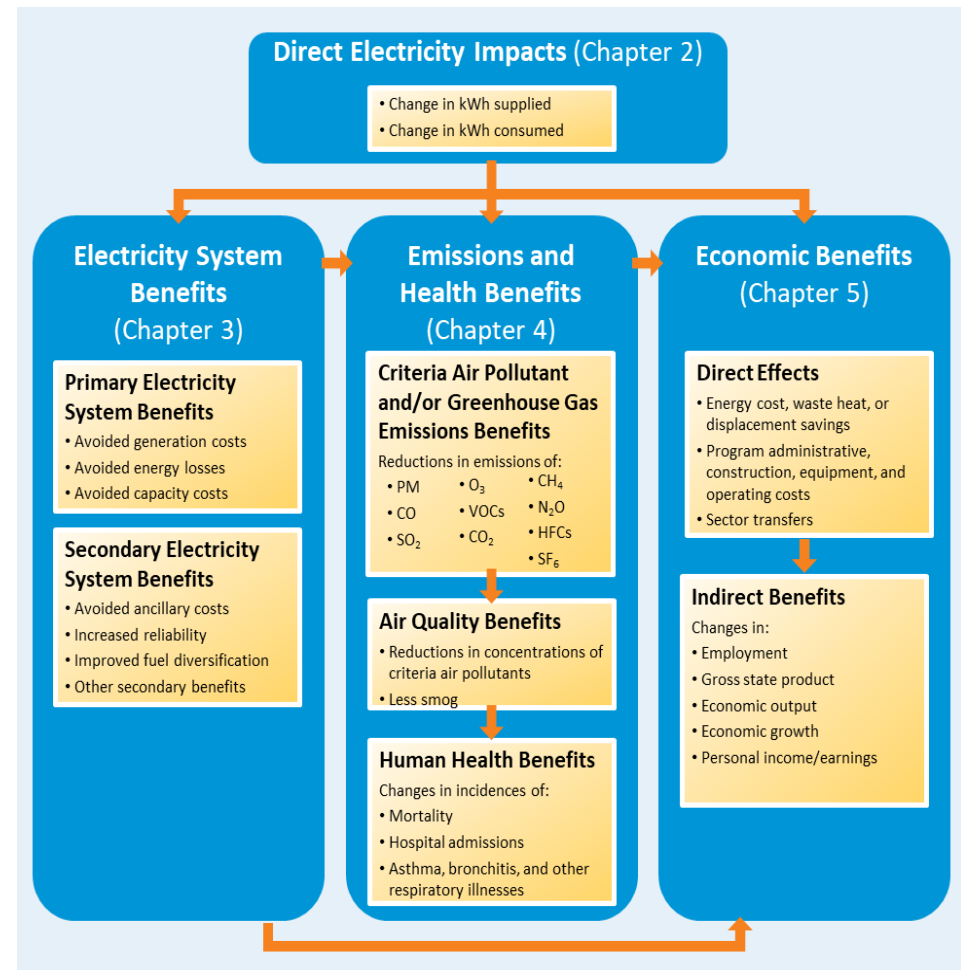 Direct Electricity Impacts (Chapter 2)
• Change in kWh supplied
• Change in kWh consumed
Electricity System
Benefits
(Chapter 3)
Primary Electricity
System Benefits
• Avoided generation costs
• Avoided energy losses
• Avoided capacity costs
Secondary Electricity
System Benefits
• Avoided ancillary costs
• Increased reliability
• Improved fuel diversification
• Other secondary benefits
Emissions and
Health Benefits
(Chapter 4)
Criteria Air Pollutant
and/or Greenhouse Gas
Emissions Benefits
Reductions in emissions of:
• PM
• CO
• SO₂
• O₃
• VOCs
• CO₂
• CH₄
• N₂O
• HFCs
• SF₆
Air Quality Benefits
• Reductions in concentrations of
criteria air pollutants
• Less smog
Human Health Benefits
Changes in incidences of:
• Mortality
• Hospital admissions
• Asthma, bronchitis, and other
respiratory illnesses
Economic Benefits
(Chapter 5)
Direct Effects
• Energy cost, waste heat, or
displacement savings
• Program administrative,
construction, equipment, and
operating costs
• Sector transfers
Indirect Benefits
Changes in:
• Employment
• Gross state product
• Economic output
• Economic growth
• Personal income/earnings